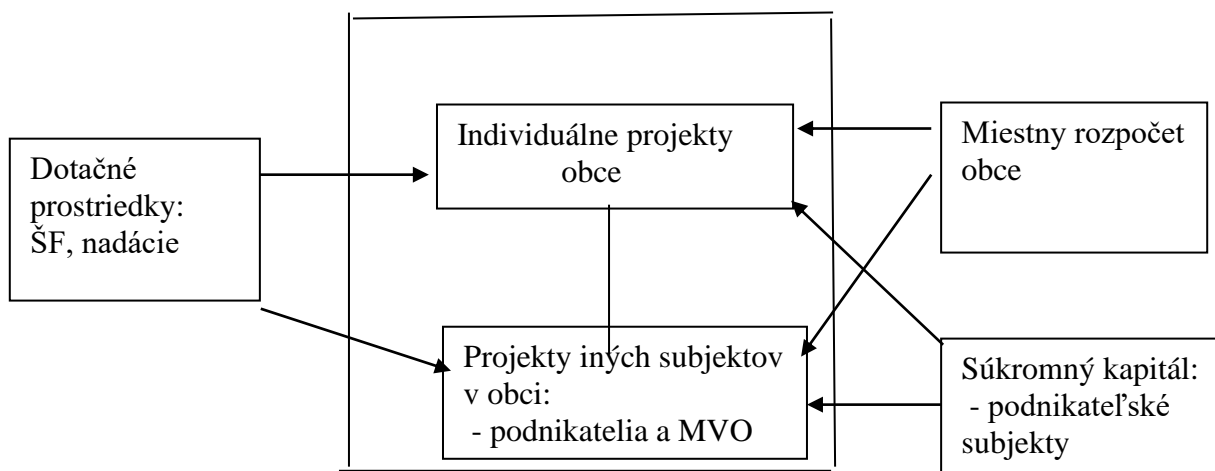 Dotačné
prostriedky:
ŠF, nadácie
Individuálne projekty
obce
Projekty iných subjektov
v obci:
- podnikatelia a MVO
Miestny rozpočet
obce
Súkromný kapitál:
- podnikateľské
subjekty